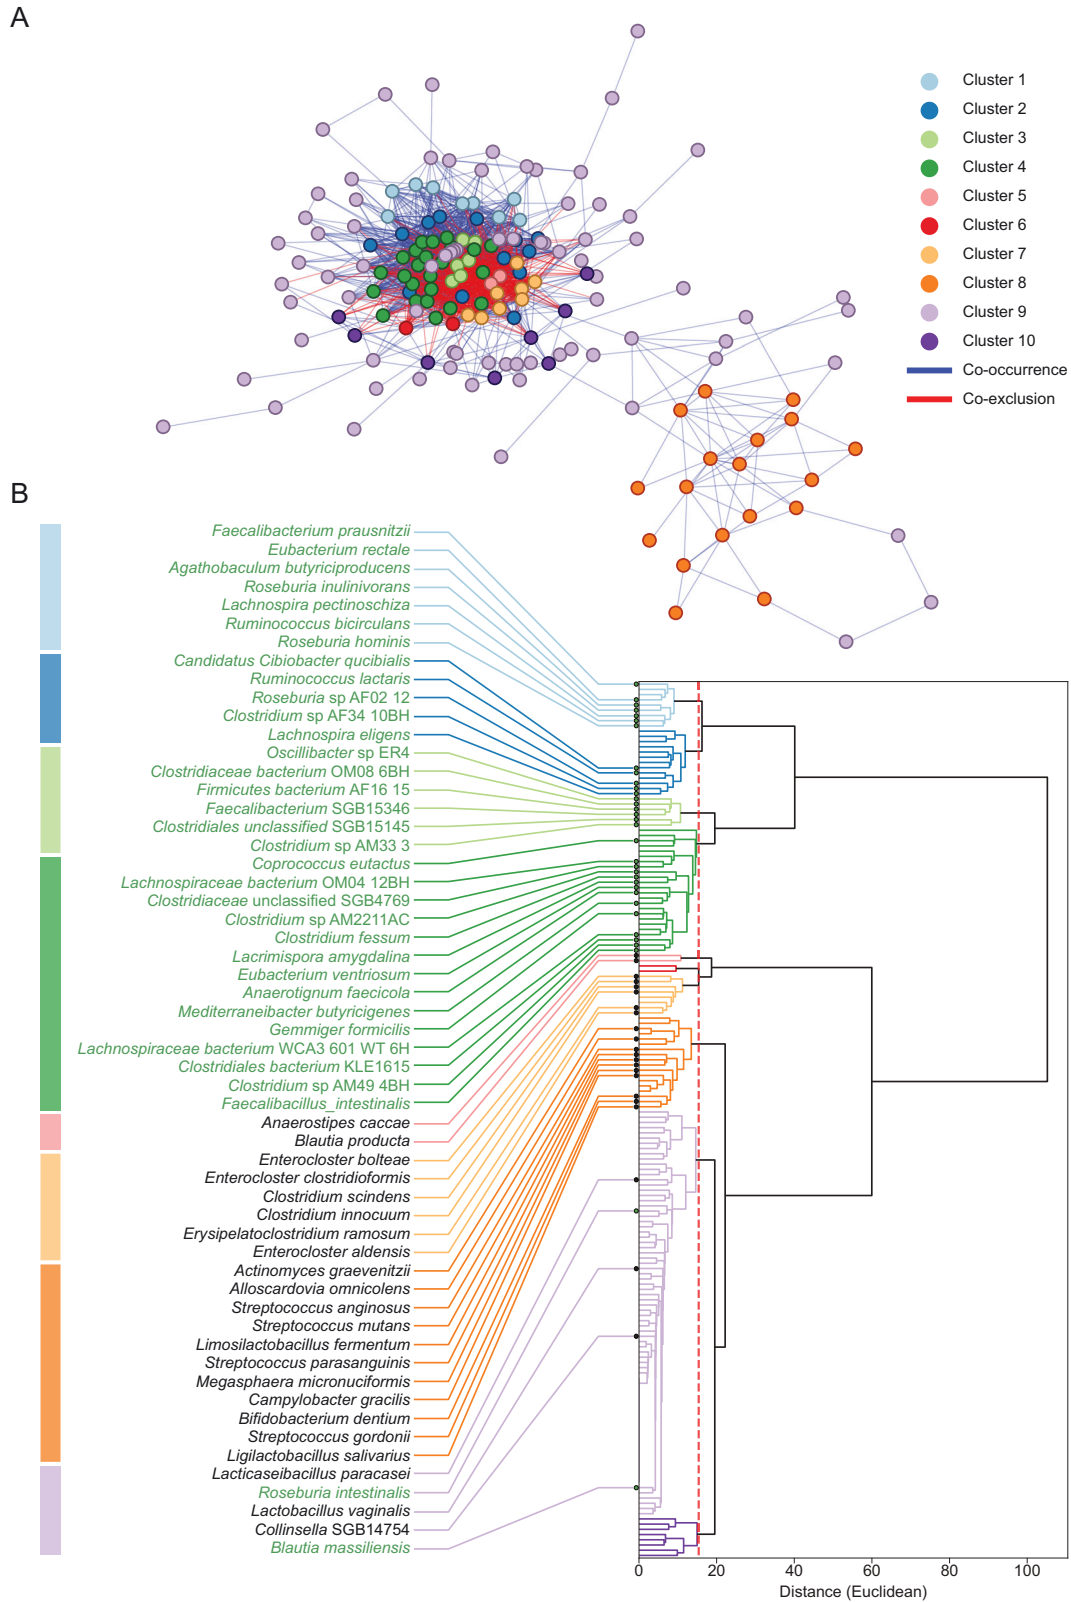 A
Cluster 1
Cluster 2
Cluster 3
Cluster 4
Cluster 5
Cluster 6
Cluster 7
Cluster 8
Cluster 9
Cluster 10
Co-occurrence
Co-exclusion
B
Faecalibacterium prausnitzii
Eubacterium rectale
Agathobaculum butyriciproducens
Roseburia inulinivorans
Lachnospira pectinoschiza
Ruminococcus bicirculans
Roseburia hominis
Candidatus Cibiobacter qucibialis
Ruminococcus lactaris
Roseburia sp AF02 12
Clostridium sp AF34 10BH
Lachnospira eligens
Oscillibacter sp ER4
Clostridiaceae bacterium OM08 6BH
Firmicutes bacterium AF16 15
Faecalibacterium SGB15346
Clostridiales unclassified SGB15145
Clostridium sp AM33 3
Coprococcus eutactus
Lachnospiraceae bacterium OM04 12BH
Clostridiaceae unclassified SGB4769
Clostridium sp AM2211AC
Clostridium fessum
Lacrimispora amygdalina
Eubacterium ventriosum
Anaerotignum faecicola
Mediterraneibacter butyricigenes
Gemmiger formicilis
Lachnospiraceae bacterium WCA3 601 WT 6H
Clostridiales bacterium KLE1615
Clostridium sp AM49 4BH
Faecalibacillus_intestinalis
Anaerostipes caccae
Blautia producta
Enterocloster bolteae
Enterocloster clostridioformis
Clostridium scindens
Clostridium innocuum
Erysipelatoclostridium ramosum
Enterocloster aldensis
Actinomyces graevenitzii
Alloscardovia omnicolens
Streptococcus anginosus
Streptococcus mutans
Limosilactobacillus fermentum
Streptococcus parasanguinis
Megasphaera micronuciformis
Campylobacter gracilis
Bifidobacterium dentium
Streptococcus gordonii
Ligilactobacillus salivarius
Lacticaseibacillus paracasei
Roseburia intestinalis
Lactobacillus vaginalis
Collinsella SGB14754
Blautia massiliensis
0 20 40 60 80 100
Distance (Euclidean)